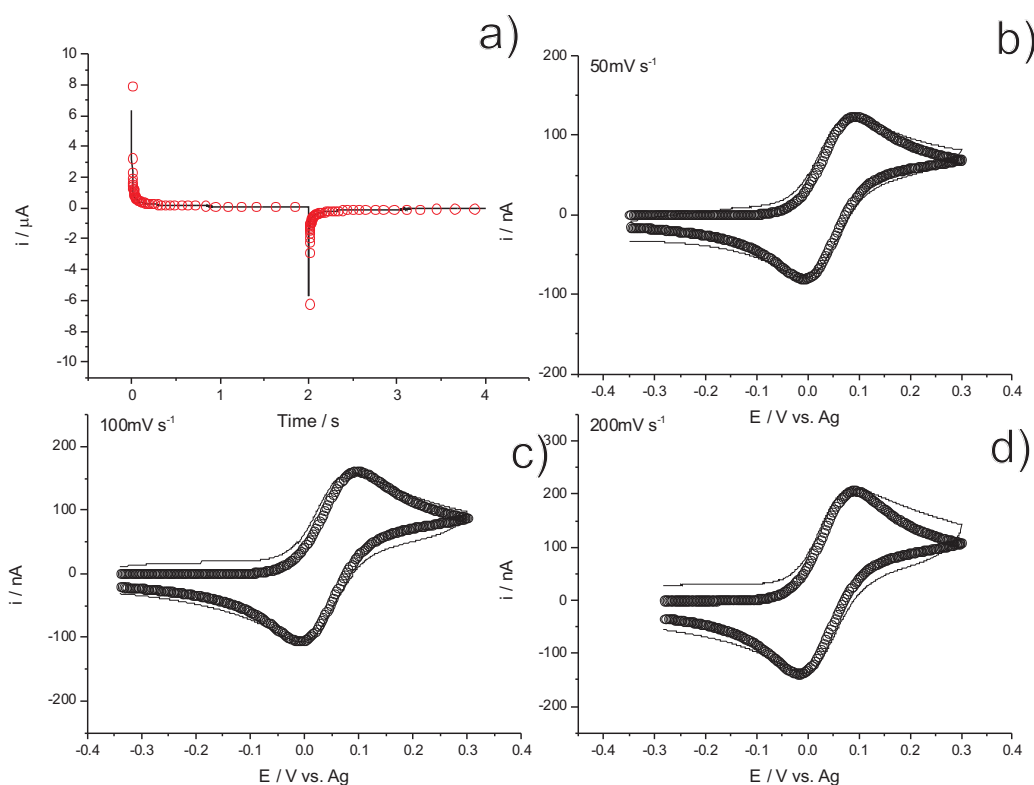 a)
10
8
6
4
2
0
-2
-4
-6
-8
-10
i / µA
0 1 2 3 4
Time / s
b)
50mV s⁻¹
200
100
0
-100
-200
i / nA
-0.4 -0.3 -0.2 -0.1 0.0 0.1 0.2 0.3 0.4
E / V vs. Ag
c)
100mV s⁻¹
200
100
0
-100
-200
i / nA
-0.4 -0.3 -0.2 -0.1 0.0 0.1 0.2 0.3 0.4
E / V vs. Ag
d)
200mV s⁻¹
300
200
100
0
-100
-200
i / nA
-0.4 -0.3 -0.2 -0.1 0.0 0.1 0.2 0.3 0.4
E / V vs. Ag